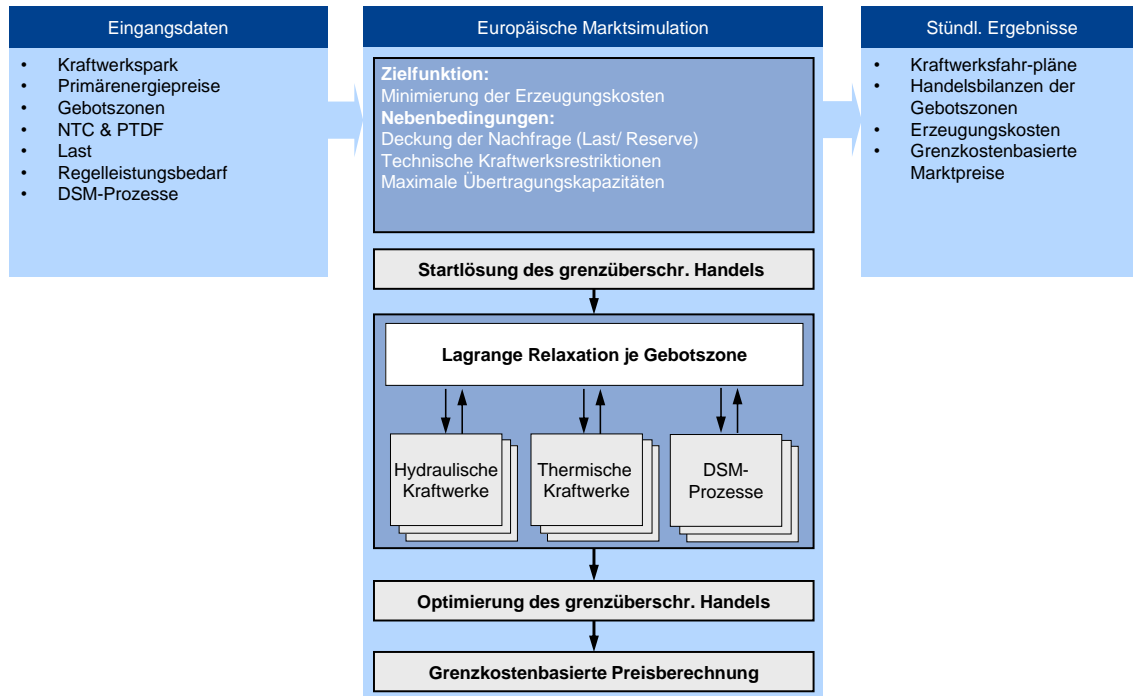 Eingangsdaten
• Kraftwerkspark
• Primärenergiepreise
• Gebotszonen
• NTC & PTDF
• Last
• Regelleistungsbedarf
• DSM-Prozesse
Europäische Marktsimulation
Zielfunktion:
Minimierung der Erzeugungskosten
Nebenbedingungen:
Deckung der Nachfrage (Last/ Reserve)
Technische Kraftwerksrestriktionen
Maximale Übertragungskapazitäten
Startlösung des grenzüberschr. Handels
Lagrange Relaxation je Gebotszone
Hydraulische
Kraftwerke
Thermische
Kraftwerke
DSM-
Prozesse
Optimierung des grenzüberschr. Handels
Grenzkostenbasierte Preisberechnung
Stündl. Ergebnisse
• Kraftwerksfahr-pläne
• Handelsbilanzen der
Gebotszonen
• Erzeugungskosten
• Grenzkostenbasierte
Marktpreise